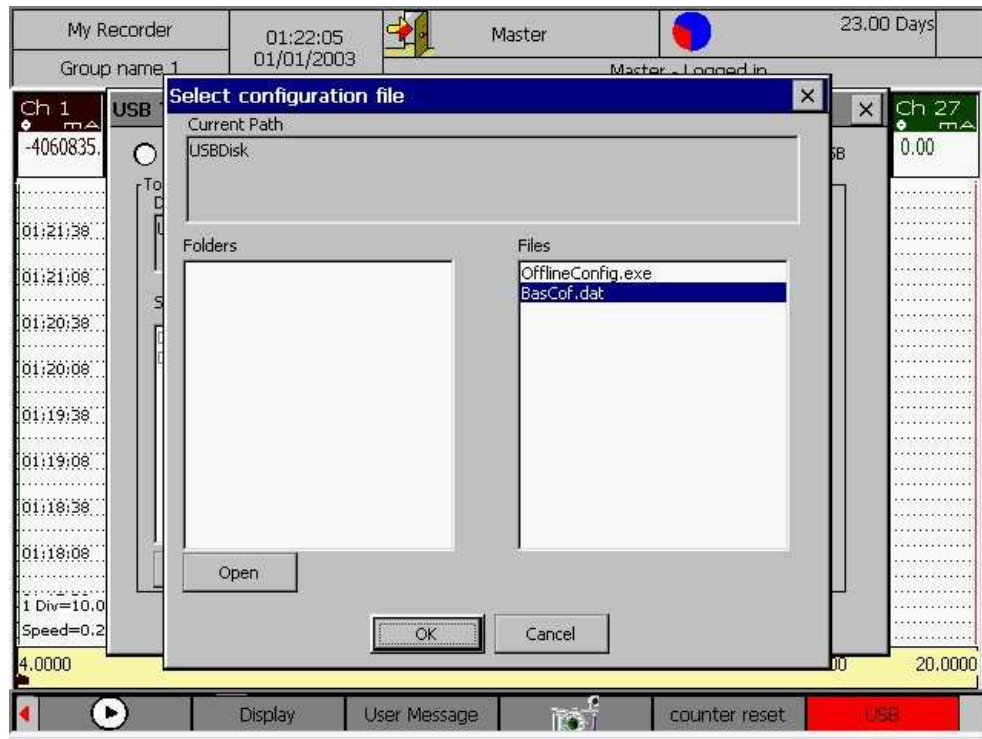 My Recorder
Group name 1
01:22:05
01/01/2003
Master
23.00 Days
Master - Logged in
Ch 1
mA
-4060835.
USB
Select configuration file
Current Path
USBDisk
Folders
Files
OfflineConfig.exe
BasCof.dat
Open
OK
Cancel
Ch 27
mA
0.00
01:21:38
01:21:08
01:20:38
01:20:08
01:19:38
01:19:08
01:18:38
01:18:08
1 Div=10.0
Speed=0.2
4.0000
20.0000
Display
User Message
counter reset
USB